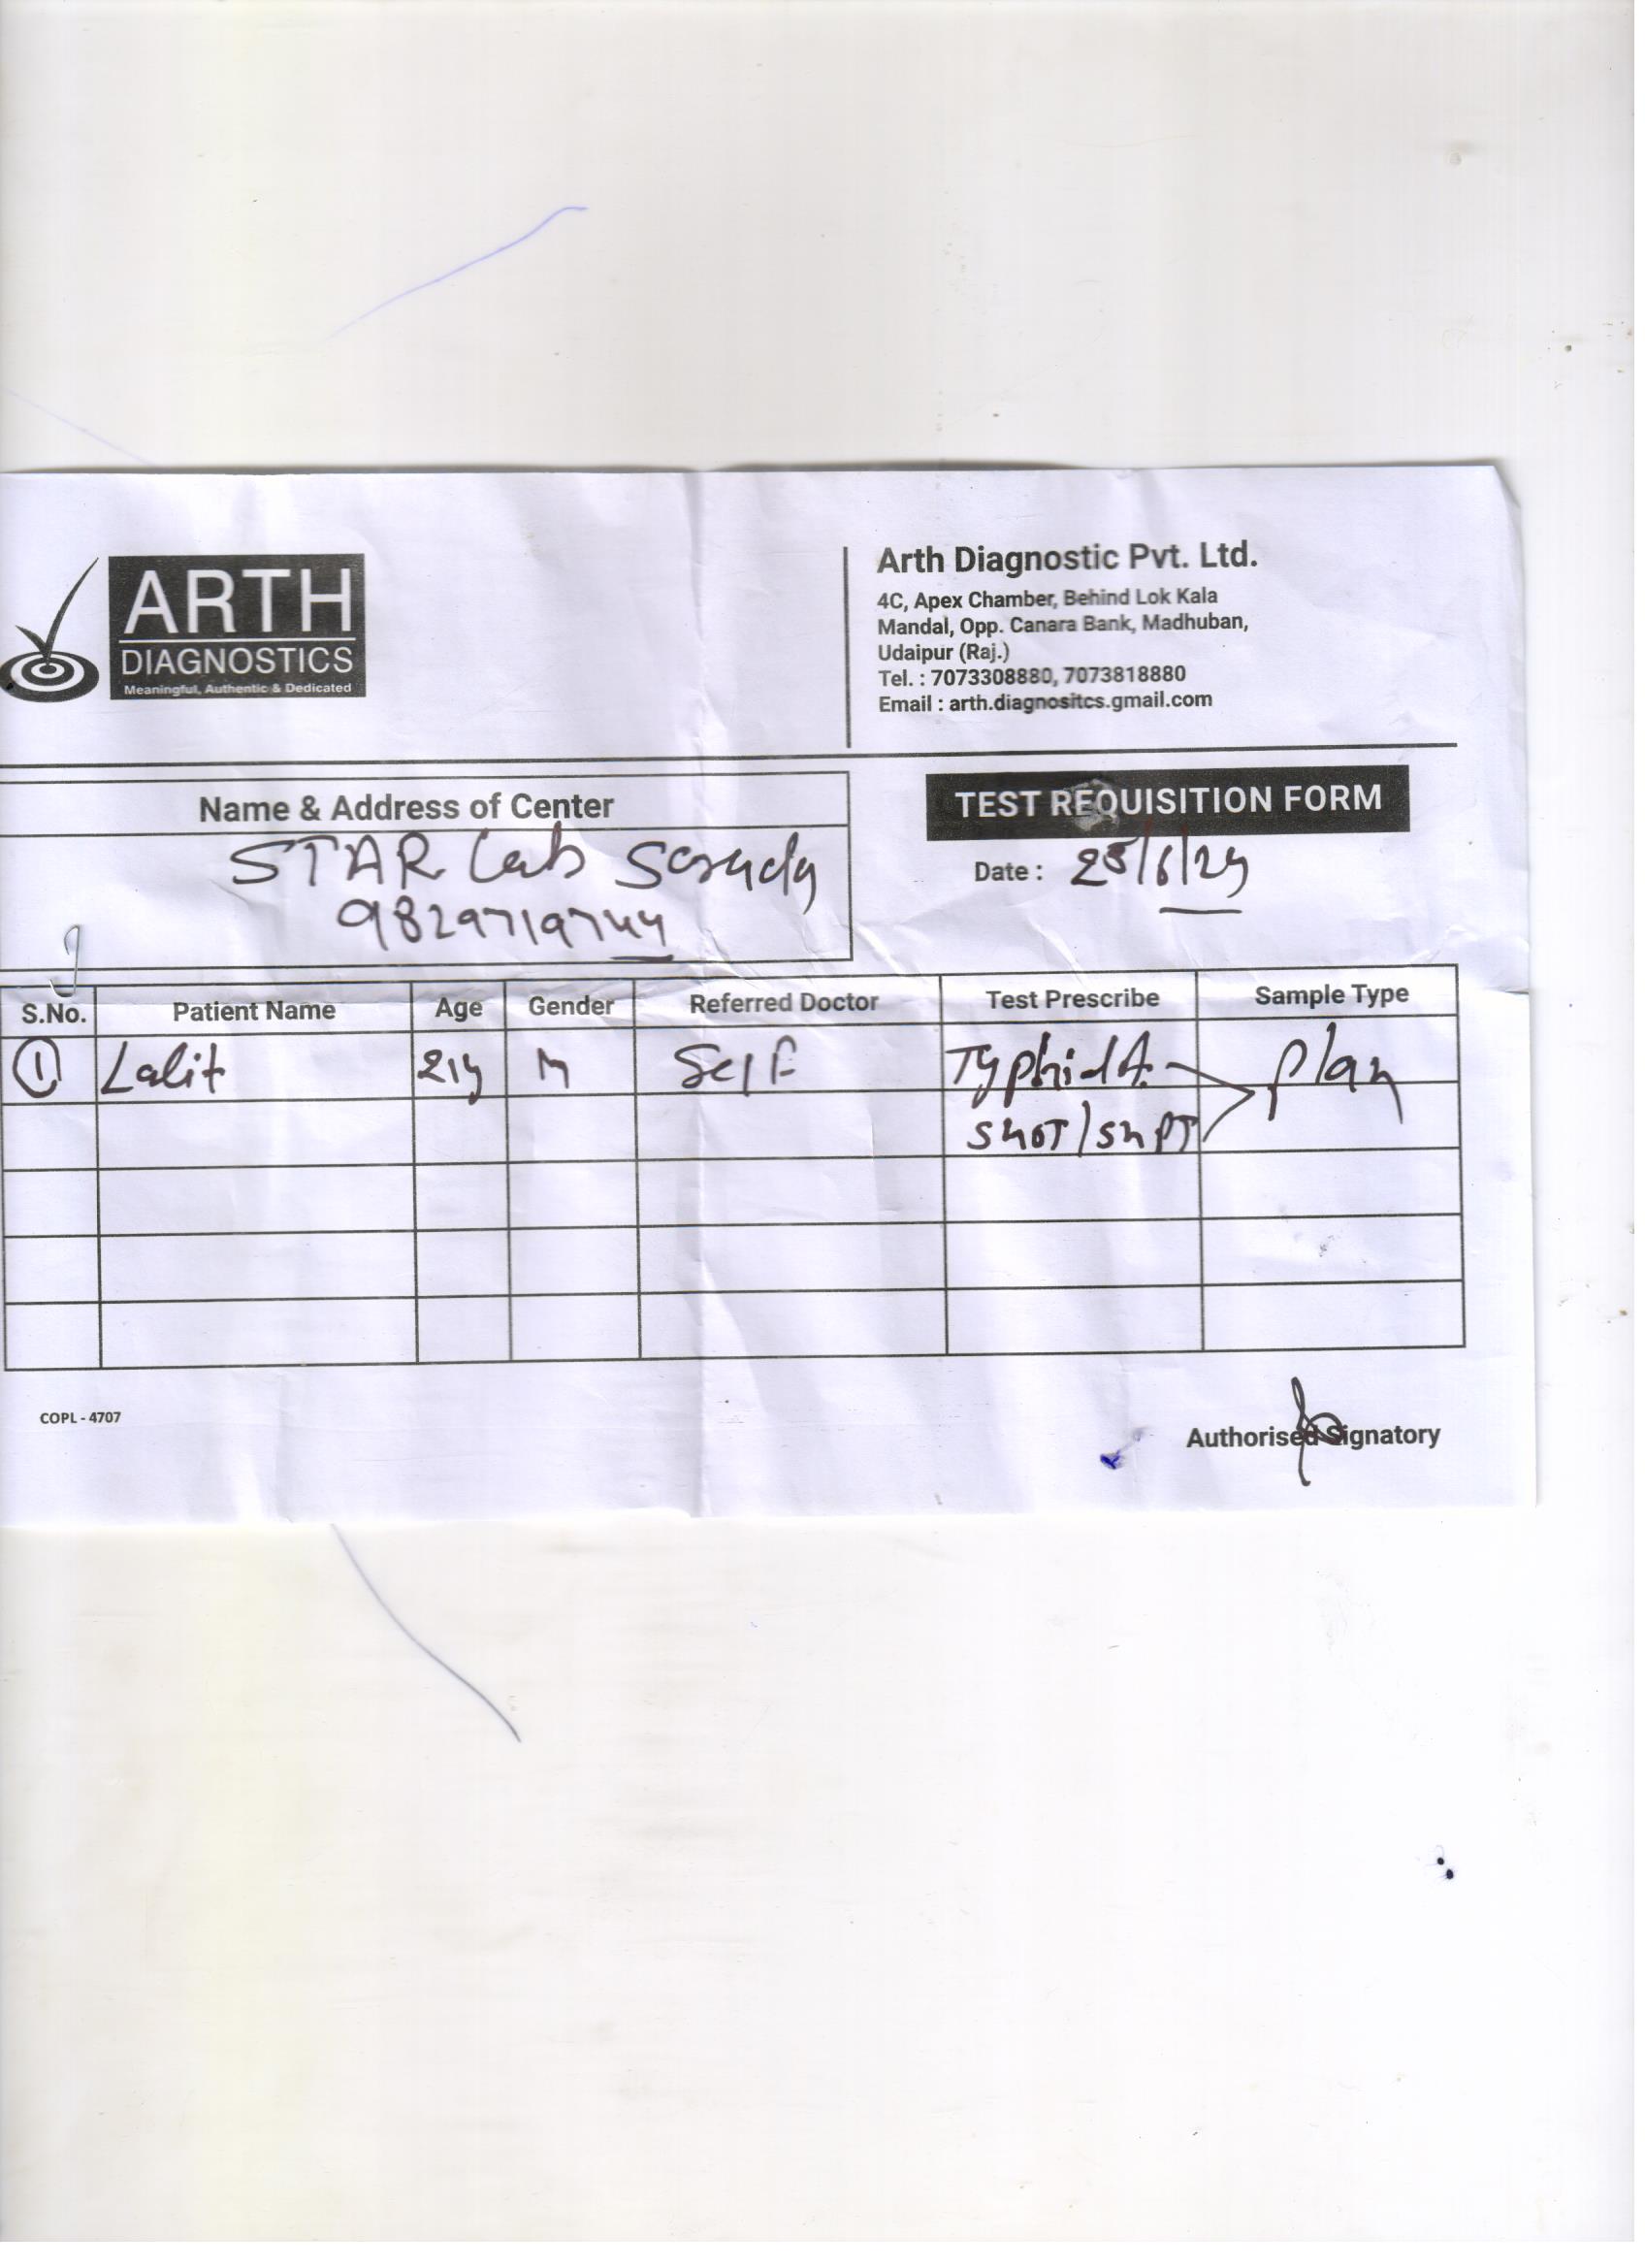 ARTH
DIAGNOSTICS
Meaningful, Authentic & Dedicated
Arth Diagnostic Pvt. Ltd.
4C, Apex Chamber, Behind Lok Kala
Mandal, Opp. Canara Bank, Madhuban,
Udaipur (Raj.)
Tel. : 7073308880, 7073818880
Email : arth.diagnositcs.gmail.com
Name & Address of Center
STAR Lab
9829719744
TEST REQUISITION FORM
Date : 25/6/24
S.No. Patient Name Age Gender Referred Doctor Test Prescribe Sample Type
1 Lalit 21y M Self Typhid A. Plan
SGOT/SGPT
COPL - 4707
Authorised Signatory